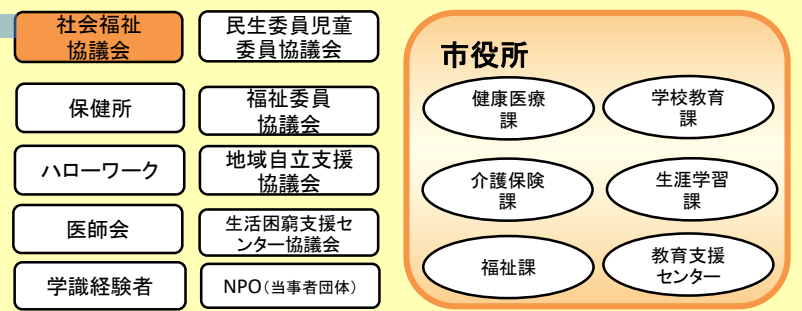 社会福祉
協議会
民生委員児童
委員協議会
保健所
福祉委員
協議会
ハローワーク
地域自立支援
協議会
医師会
生活困窮支援セ
ンター協議会
学識経験者
NPO（当事者団体）
市役所
健康医療
課
学校教育
課
介護保険
課
生涯学習
課
福祉課
教育支援
センター